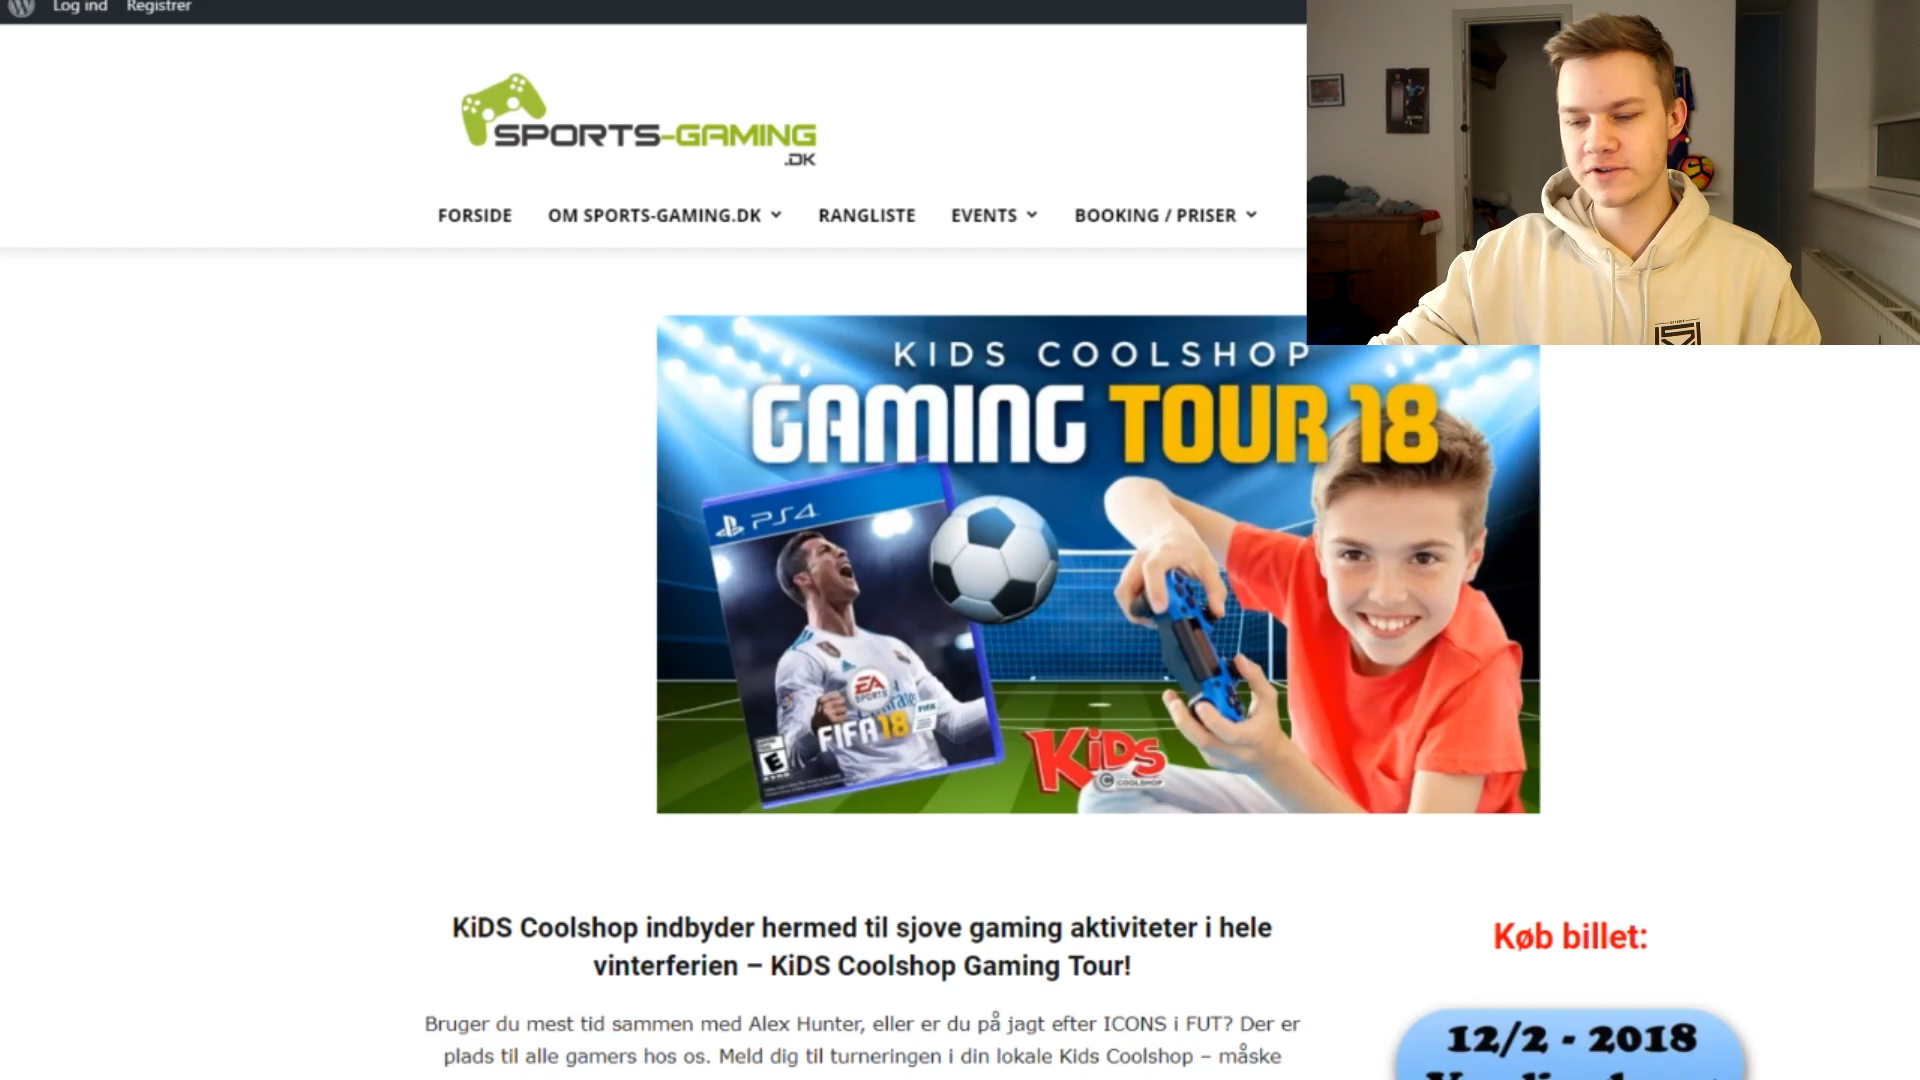 Log ind Registrer
SPORTS-GAMING
.DK
FORSIDE OM SPORTS-GAMING.DK RANGLISTE EVENTS BOOKING / PRISER
KIDS COOLSHOP
GAMING TOUR 18
PS4
EA
SPORTS
FIFA 18
FIFA
E
KiDS
COOLSHOP
KiDS Coolshop indbyder hermed til sjove gaming aktiviteter i hele
vinterferien – KiDS Coolshop Gaming Tour!
Bruger du mest tid sammen med Alex Hunter, eller er du på jagt efter ICONS i FUT? Der er
plads til alle gamers hos os. Meld dig til turneringen i din lokale Kids Coolshop – måske
Køb billet:
12/2 - 2018